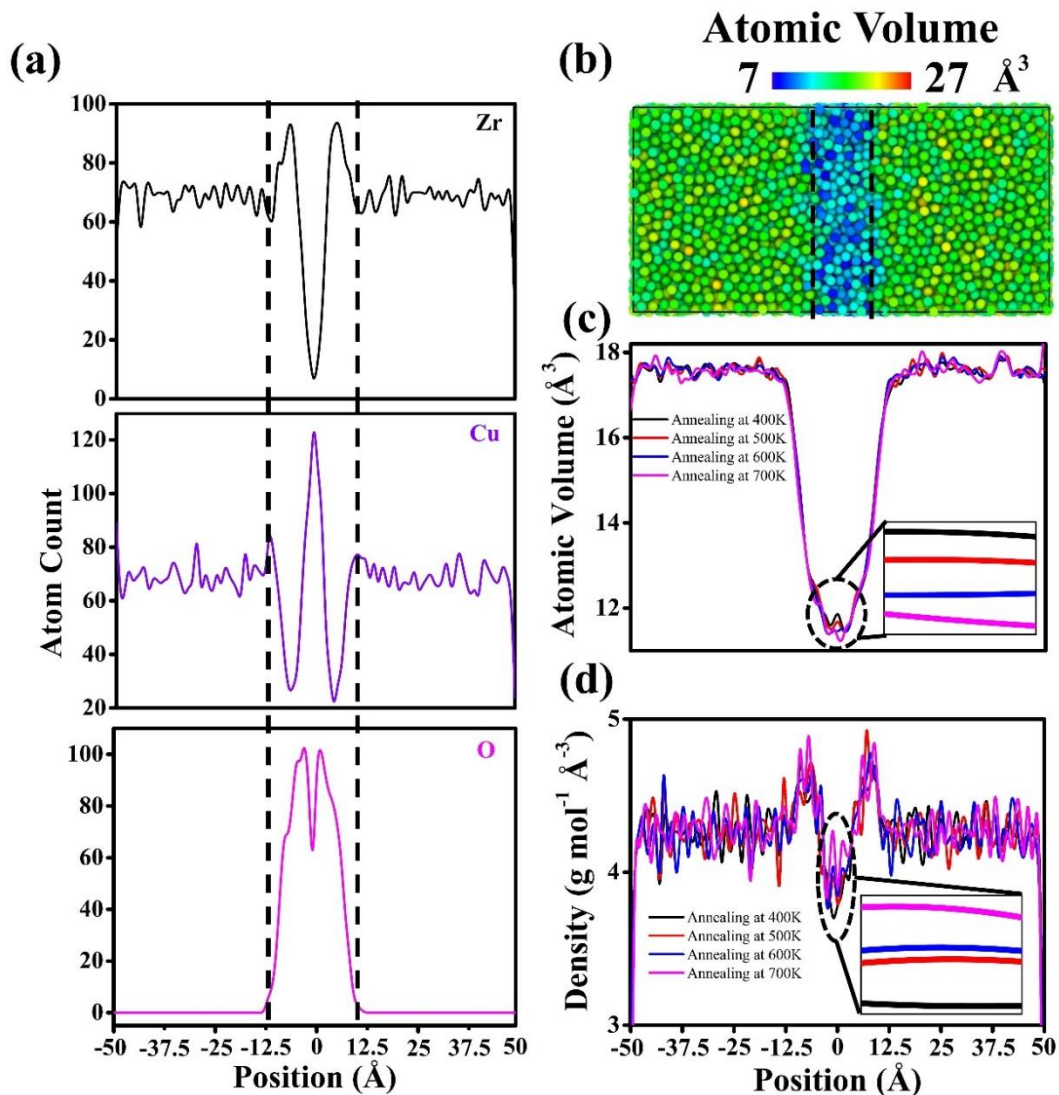 (a)
100
80
60
40
20
0
Zr
120
100
80
60
40
20
Cu
100
80
60
40
20
0
O
Atom Count
-50 -37.5 -25 -12.5 0 12.5 25 37.5 50
Position (Å)
(b)
Atomic Volume
7 27 Å³
(c)
18
16
14
12
Atomic Volume (Å³)
Annealing at 400K
Annealing at 500K
Annealing at 600K
Annealing at 700K
(d)
5
4
3
Density (g mol⁻¹ Å⁻³)
Annealing at 400K
Annealing at 500K
Annealing at 600K
Annealing at 700K
-50 -37.5 -25 -12.5 0 12.5 25 37.5 50
Position (Å)